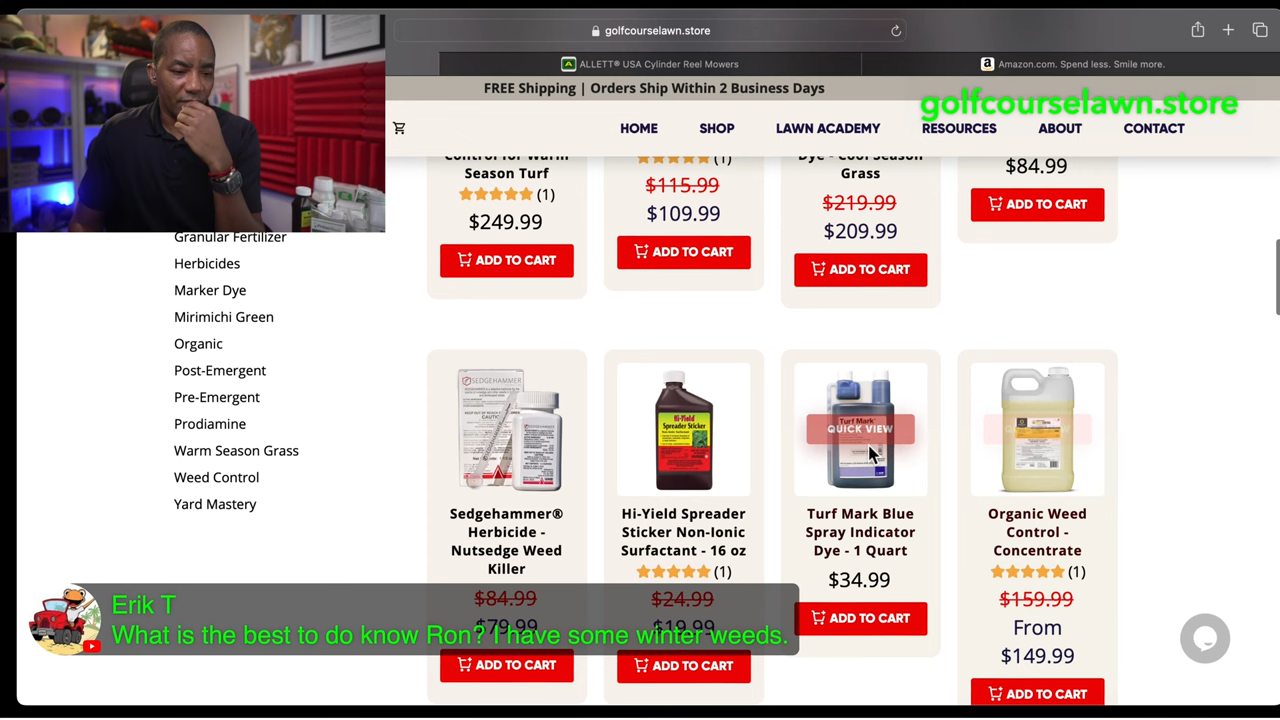 golfcourselawn.store
ALLETT® USA Cylinder Reel Mowers
Amazon.com. Spend less. Smile more.
FREE Shipping | Orders Ship Within 2 Business Days
golfcourselawn.store
HOME
SHOP
LAWN ACADEMY
RESOURCES
ABOUT
CONTACT
Control for Warm
Season Turf
(1)
$249.99
ADD TO CART
(1)
$115.99
$109.99
ADD TO CART
Dye - Cool Season
Grass
$219.99
$209.99
ADD TO CART
$84.99
ADD TO CART
Granular Fertilizer
Herbicides
Marker Dye
Mirimichi Green
Organic
Post-Emergent
Pre-Emergent
Prodiamine
Warm Season Grass
Weed Control
Yard Mastery
SEDGEHAMMER
Hi-Yield
Spreader
Sticker
Turf Mark
QUICK VIEW
Sedgehammer®
Herbicide -
Nutsedge Weed
Killer
$84.99
$79.99
ADD TO CART
Hi-Yield Spreader
Sticker Non-Ionic
Surfactant - 16 oz
(1)
$24.99
$19.99
ADD TO CART
Turf Mark Blue
Spray Indicator
Dye - 1 Quart
$34.99
ADD TO CART
Organic Weed
Control -
Concentrate
(1)
$159.99
From
$149.99
ADD TO CART
Erik T
What is the best to do know Ron? I have some winter weeds.